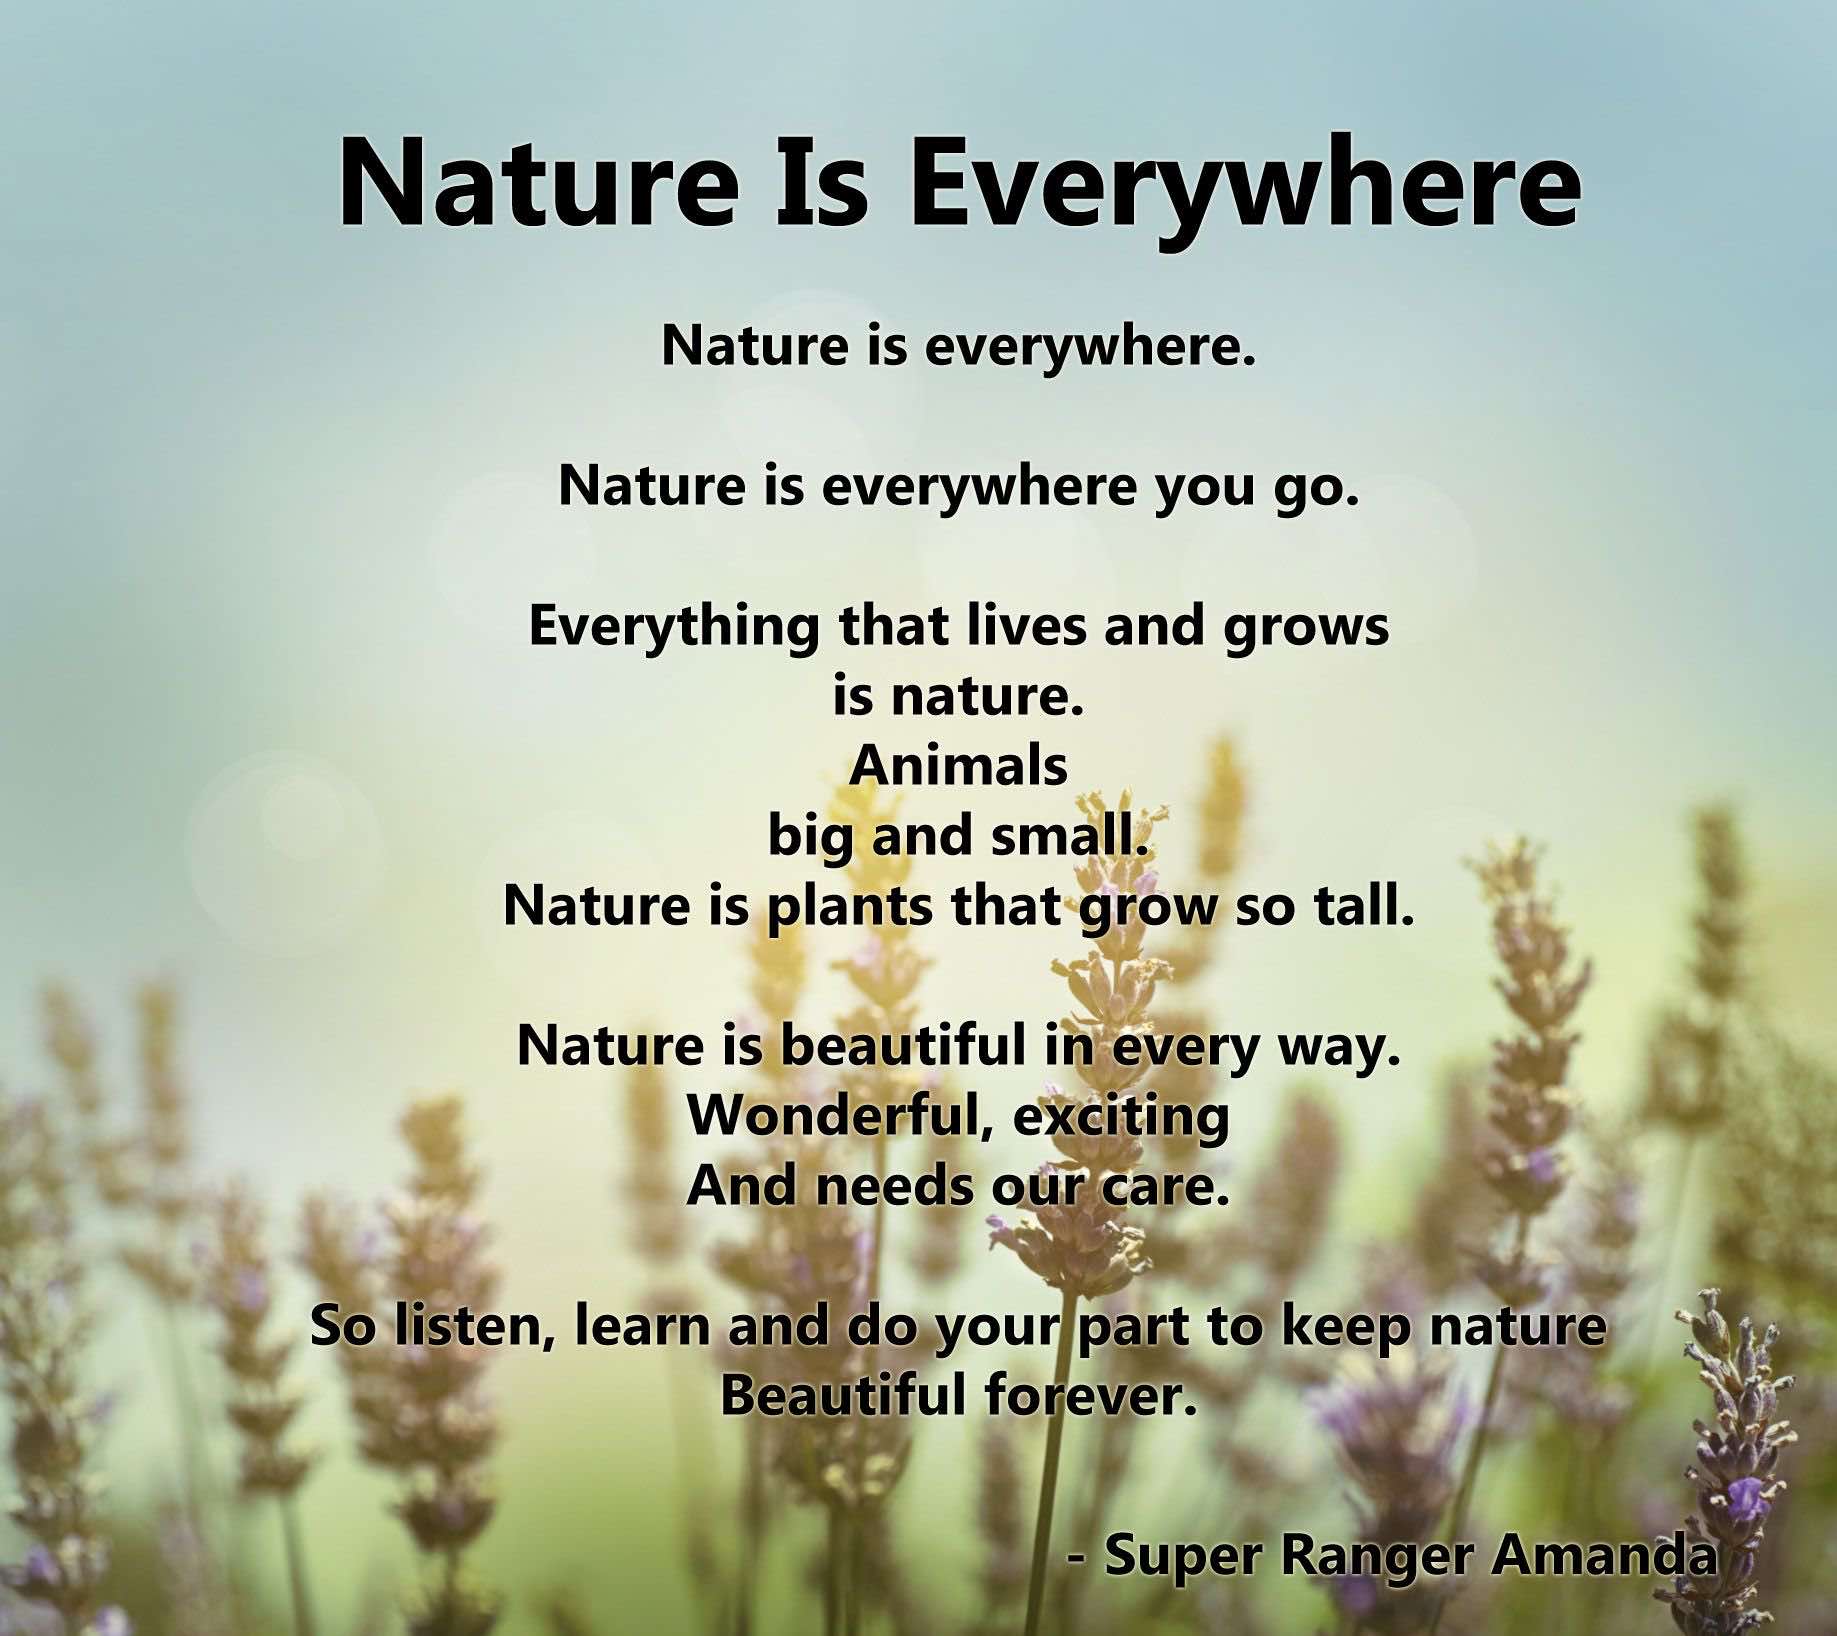 Nature Is Everywhere
Nature is everywhere.
Nature is everywhere you go.
Everything that lives and grows
is nature.
Animals
big and small.
Nature is plants that grow so tall.
Nature is beautiful in every way.
Wonderful, exciting
And needs our care.
So listen, learn and do your part to keep nature
Beautiful forever.
- Super Ranger Amanda